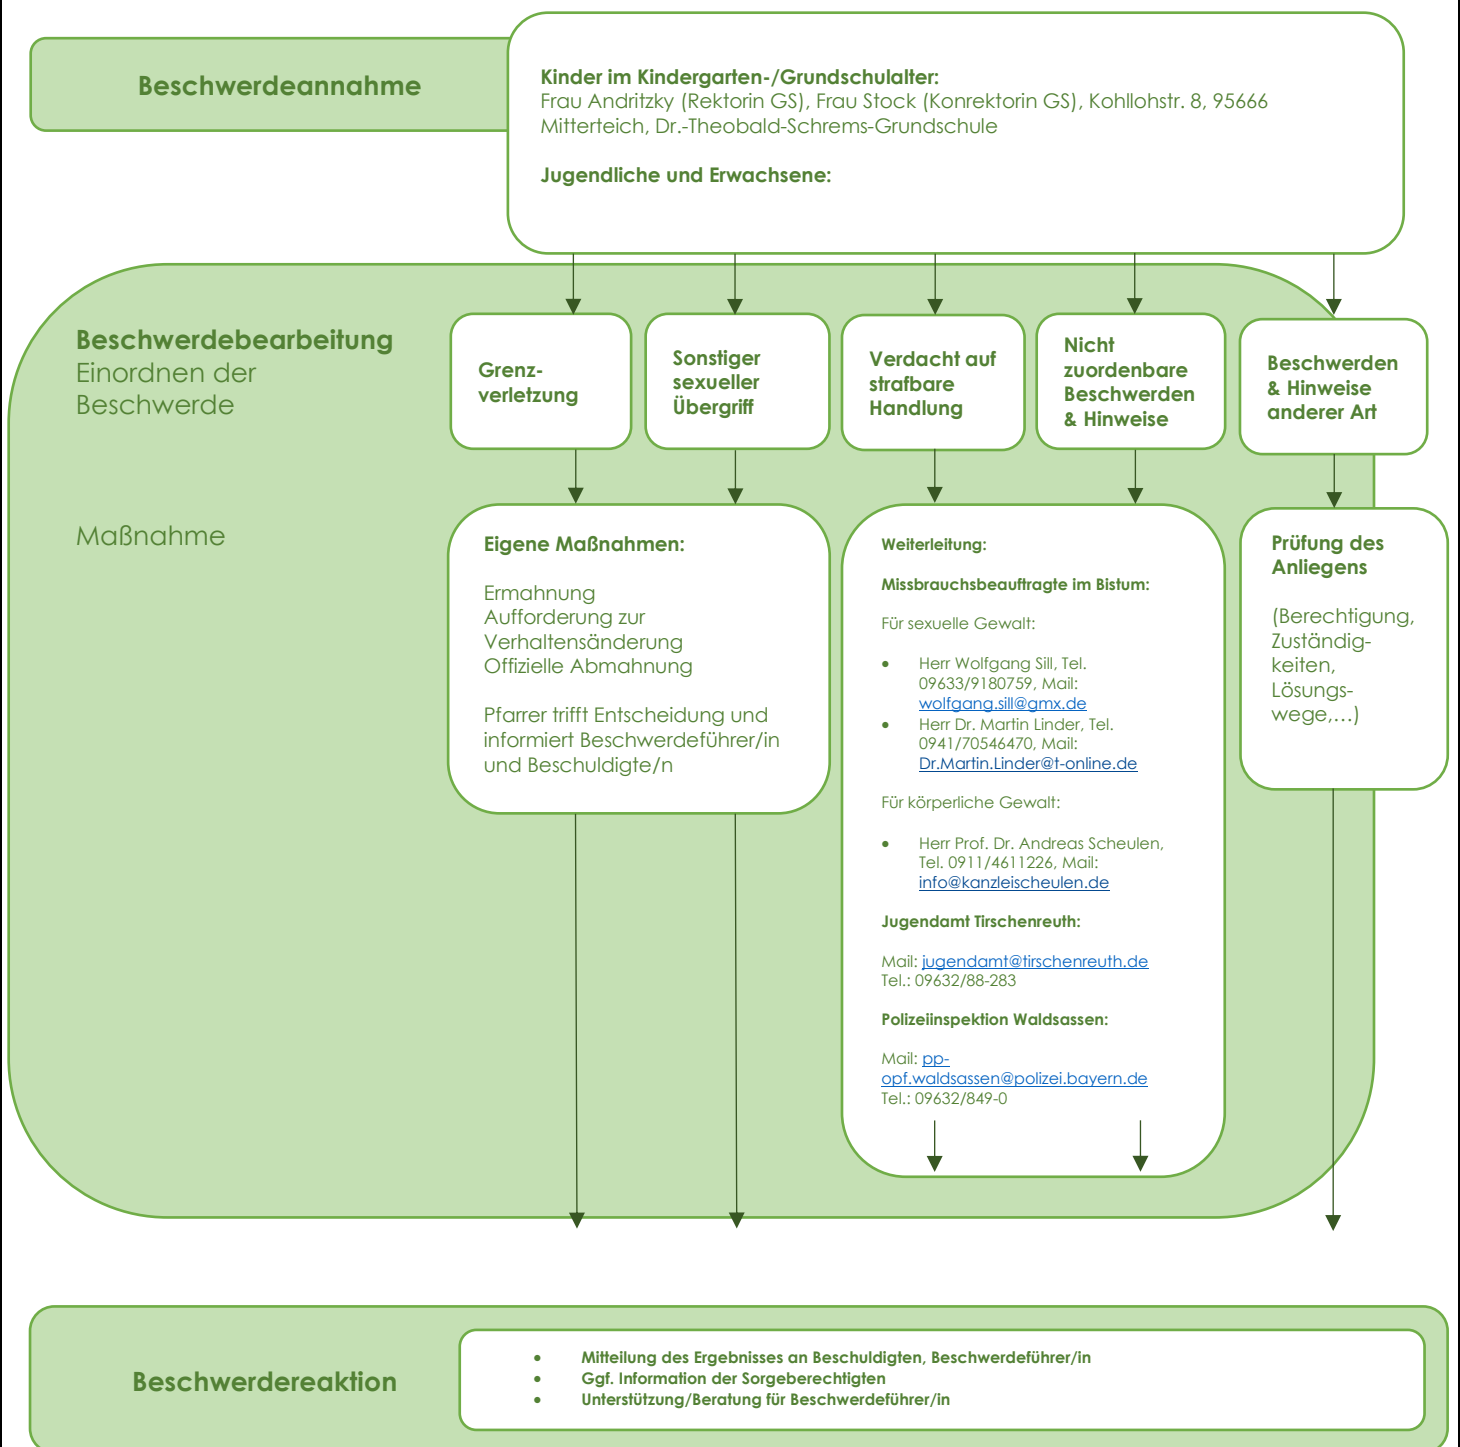 Beschwerdeannahme
Kinder im Kindergarten-/Grundschulalter:
Frau Andritzky (Rektorin GS), Frau Stock (Konrektorin GS), Kohllohstr. 8, 95666
Mitterteich, Dr.-Theobald-Schrems-Grundschule
Jugendliche und Erwachsene:
Beschwerdebearbeitung
Einordnen der
Beschwerde
Grenz-
verletzung
Sonstiger
sexueller
Übergriff
Verdacht auf
strafbare
Handlung
Nicht
zuordenbare
Beschwerden
& Hinweise
Beschwerden
& Hinweise
anderer Art
Maßnahme
Eigene Maßnahmen:
Ermahnung
Aufforderung zur
Verhaltensänderung
Offizielle Abmahnung
Pfarrer trifft Entscheidung und
informiert Beschwerdeführer/in
und Beschuldigte/n
Weiterleitung:
Missbrauchsbeauftragte im Bistum:
Für sexuelle Gewalt:
• Herr Wolfgang Sill, Tel.
09633/9180759, Mail:
wolfgang.sill@gmx.de
• Herr Dr. Martin Linder, Tel.
0941/70546470, Mail:
Dr.Martin.Linder@t-online.de
Für körperliche Gewalt:
• Herr Prof. Dr. Andreas Scheulen,
Tel. 0911/4611226, Mail:
info@kanzleischeulen.de
Jugendamt Tirschenreuth:
Mail: jugendamt@tirschenreuth.de
Tel.: 09632/88-283
Polizeiinspektion Waldsassen:
Mail: pp-
opf.waldsassen@polizei.bayern.de
Tel.: 09632/849-0
Prüfung des
Anliegens
(Berechtigung,
Zuständig-
keiten,
Lösungs-
wege,…)
Beschwerdereaktion
• Mitteilung des Ergebnisses an Beschuldigten, Beschwerdeführer/in
• Ggf. Information der Sorgeberechtigten
• Unterstützung/Beratung für Beschwerdeführer/in